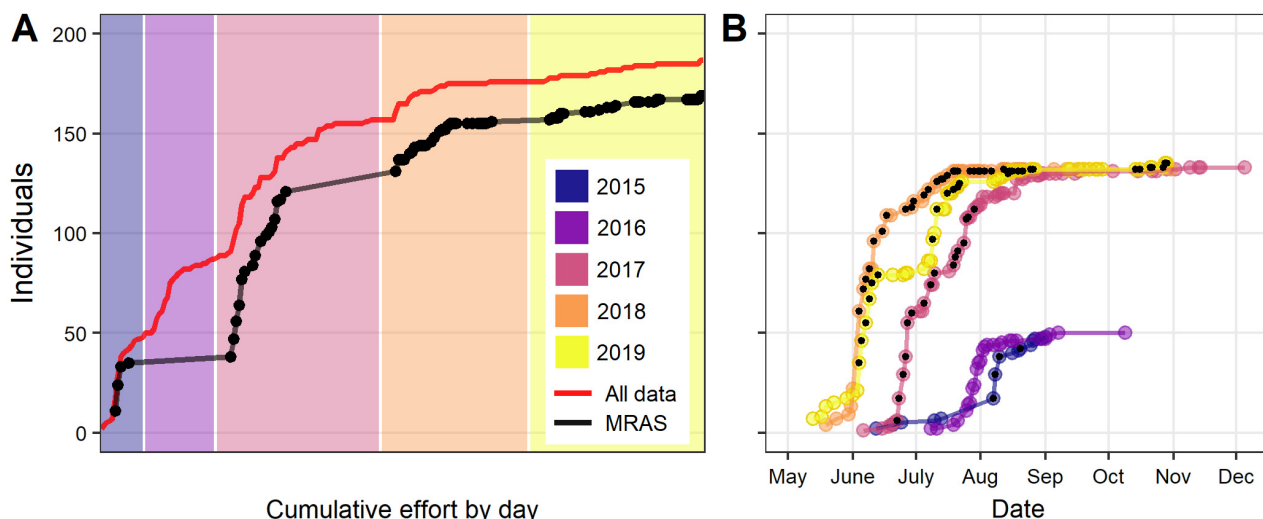 A
B
200
150
100
50
0
Individuals
2015
2016
2017
2018
2019
All data
MRAS
Cumulative effort by day
May June July Aug Sep Oct Nov Dec
Date